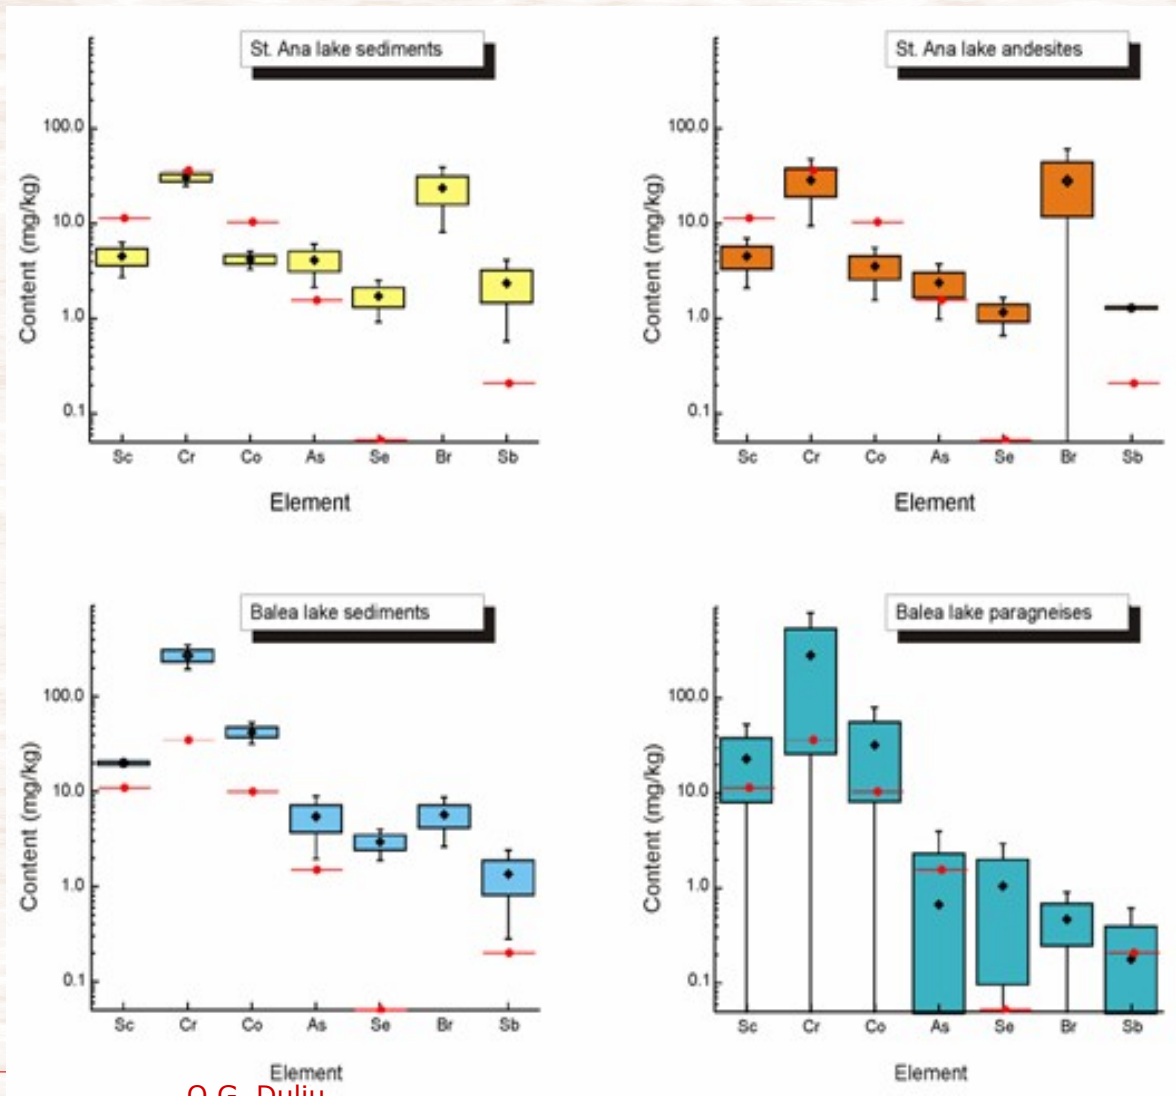 St. Ana lake sediments
100.0
10.0
1.0
0.1
Content (mg/kg)
Sc Cr Co As Se Br Sb
Element
St. Ana lake andesites
100.0
10.0
1.0
0.1
Content (mg/kg)
Sc Cr Co As Se Br Sb
Element
Balea lake sediments
100.0
10.0
1.0
0.1
Content (mg/kg)
Sc Cr Co As Se Br Sb
Element
Balea lake paragneises
100.0
10.0
1.0
0.1
Content (mg/kg)
Sc Cr Co As Se Br Sb
Element
O.G. Duliu